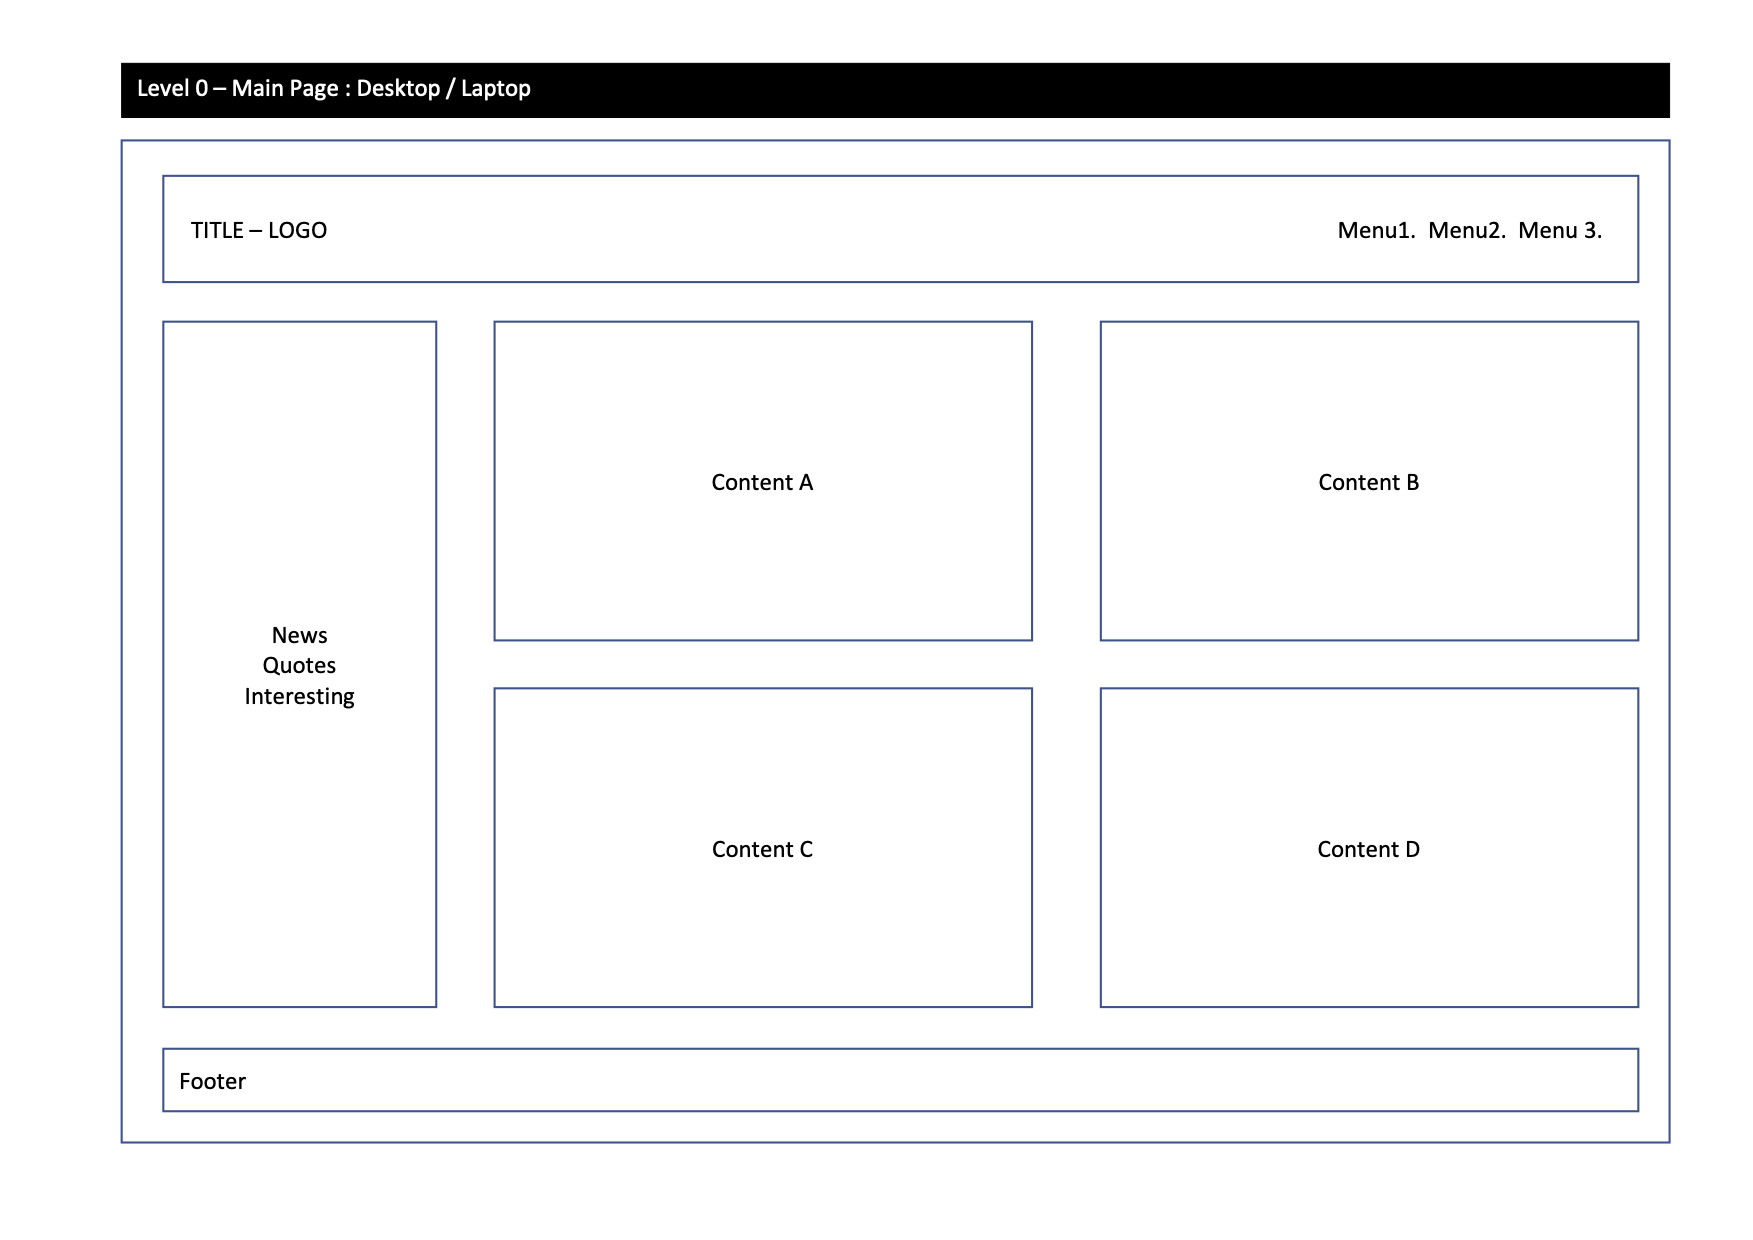 Level 0 – Main Page : Desktop / Laptop
TITLE – LOGO
Menu1.  Menu2.  Menu 3.
News
Quotes
Interesting
Content A
Content B
Content C
Content D
Footer